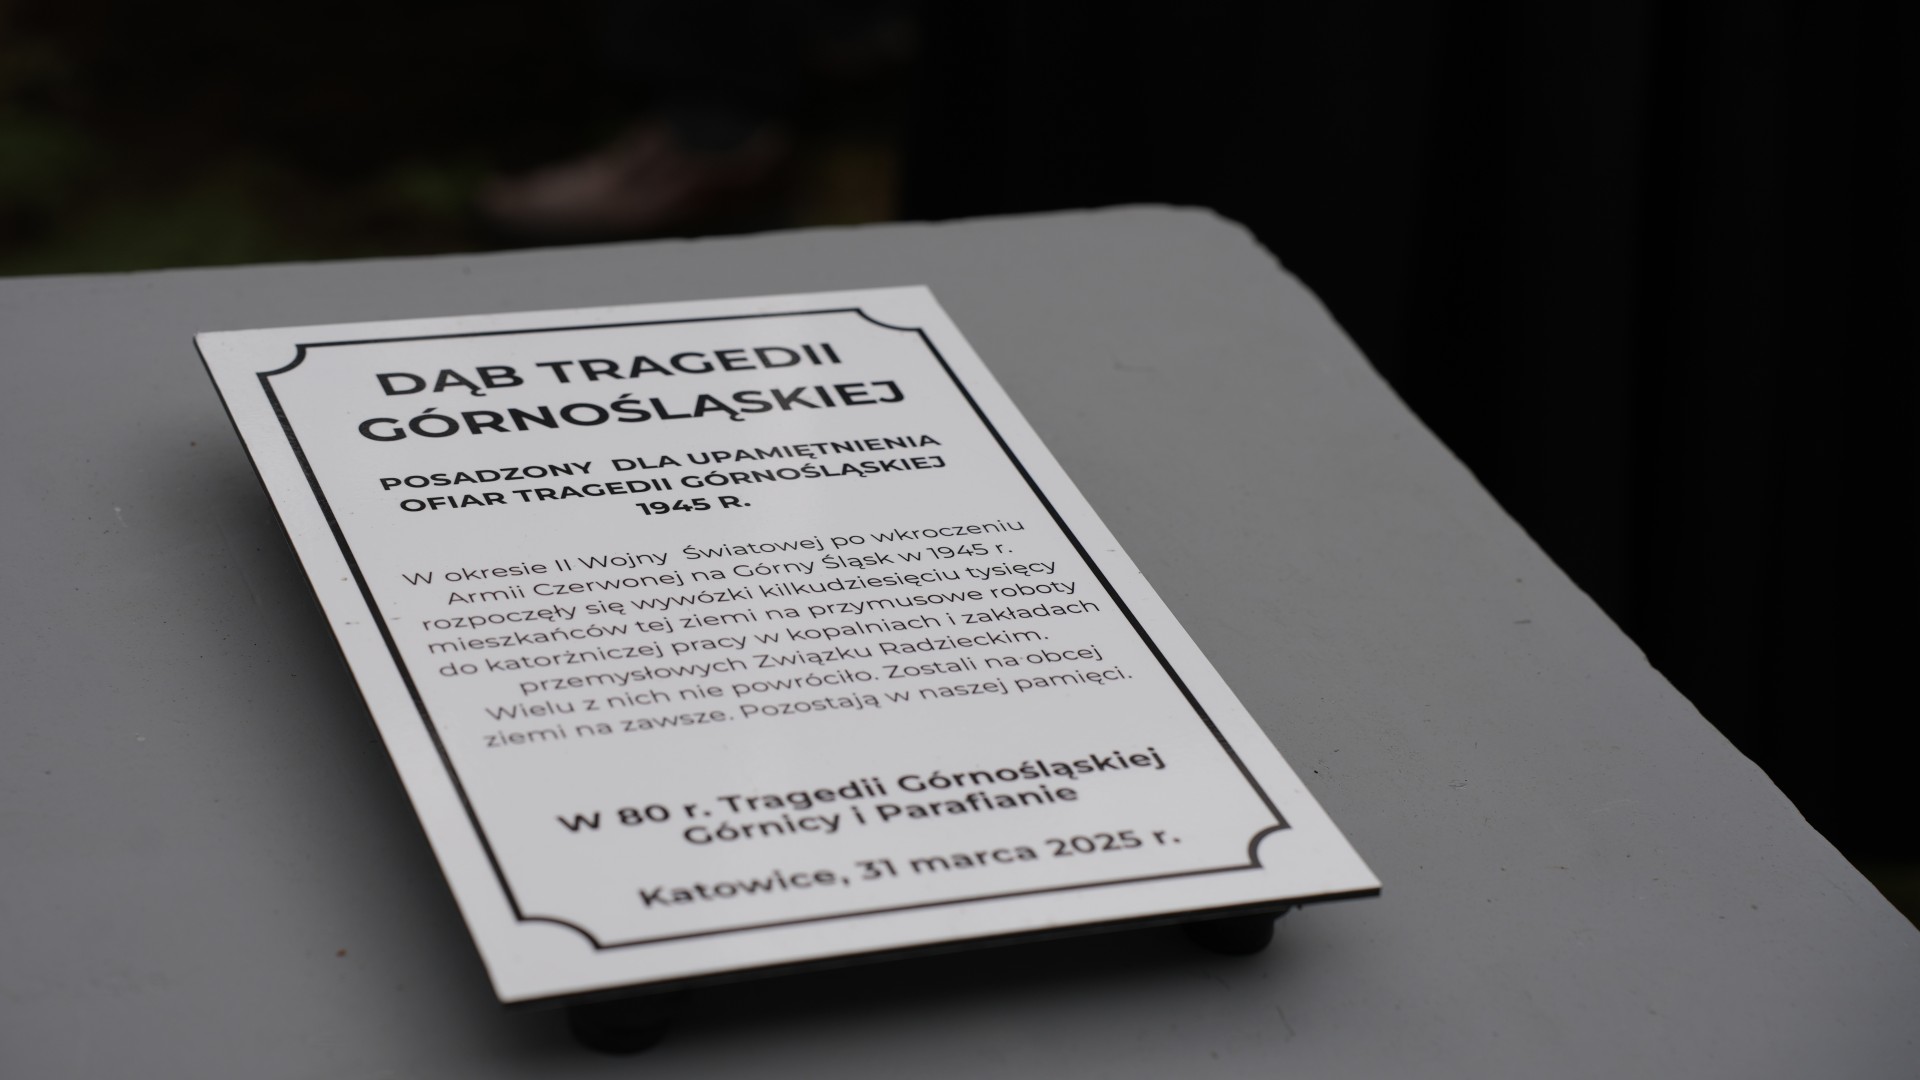 DĄB TRAGEDII
GÓRNOŚLĄSKIEJ
POSADZONY DLA UPAMIĘTNIENIA
OFIAR TRAGEDII GÓRNOŚLĄSKIEJ
1945 R.
W okresie II Wojny Światowej po wkroczeniu
Armii Czerwonej na Górny Śląsk w 1945 r.
rozpoczęły się wywózki kilkudziesięciu tysięcy
mieszkańców tej ziemi na przymusowe roboty
do katorżniczej pracy w kopalniach i zakładach
przemysłowych Związku Radzieckim.
Wielu z nich nie powróciło. Zostali na obcej
ziemi na zawsze. Pozostają w naszej pamięci.
W 80 r. Tragedii Górnośląskiej
Górnicy i Parafianie
Katowice, 31 marca 2025 r.